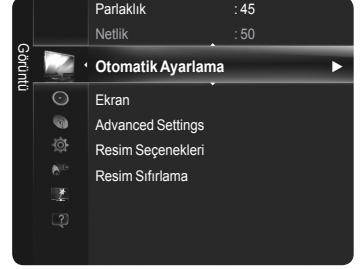 Parlaklık : 45
Netlik : 50
Görüntü
Otomatik Ayarlama
Ekran
Advanced Settings
Resim Seçenekleri
Resim Sıfırlama